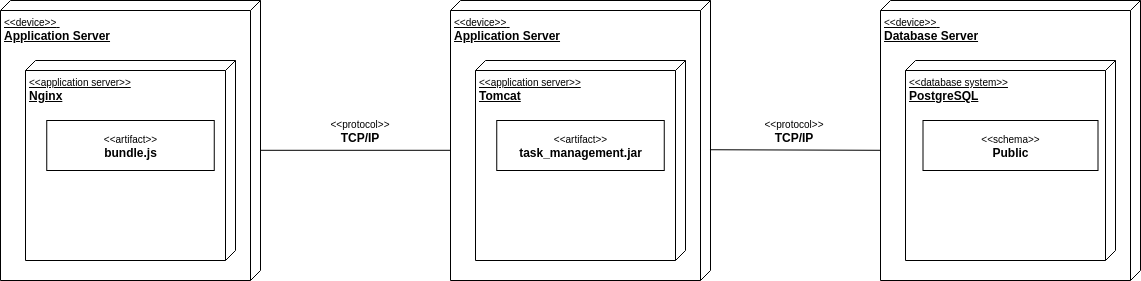 <<device>>
Application Server
<<application server>>
Nginx
<<artifact>>
bundle.js
<<protocol>>
TCP/IP
<<device>>
Application Server
<<application server>>
Tomcat
<<artifact>>
task_management.jar
<<protocol>>
TCP/IP
<<device>>
Database Server
<<database system>>
PostgreSQL
<<schema>>
Public